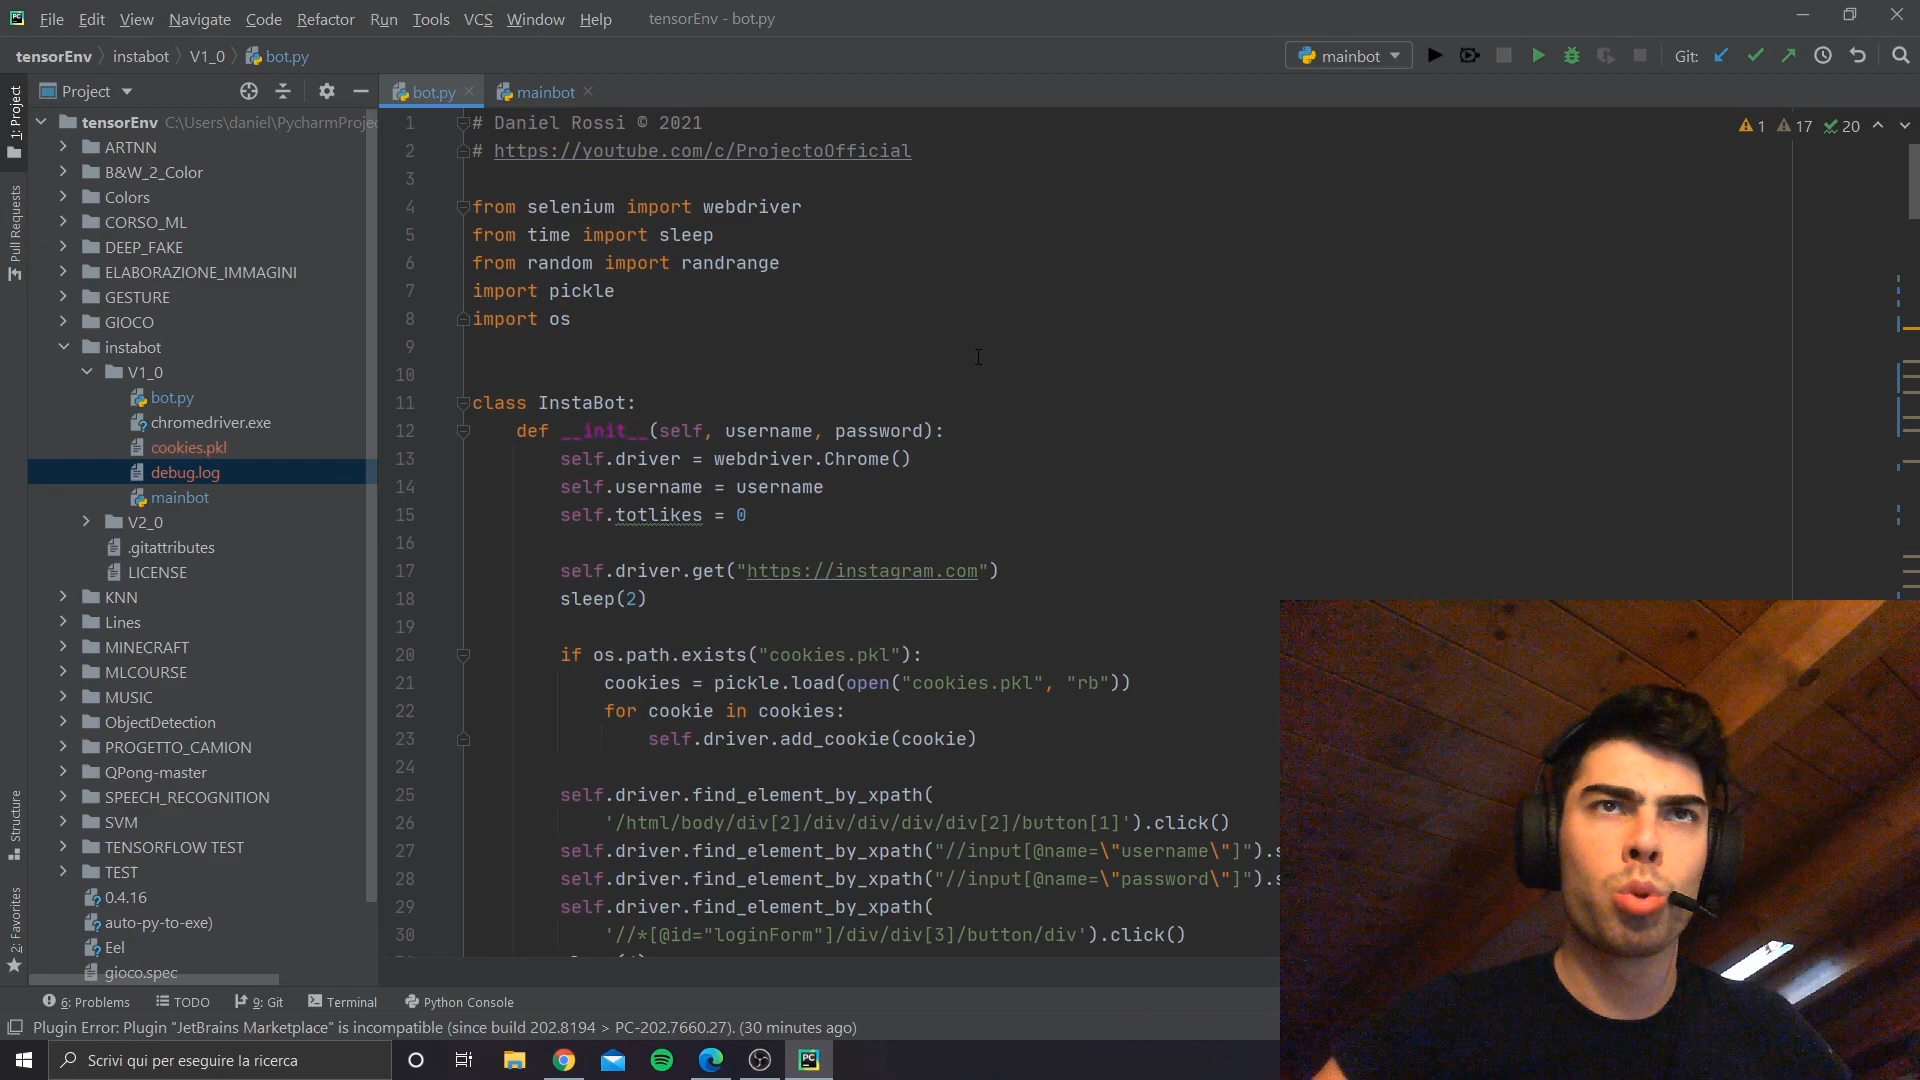 File Edit View Navigate Code Refactor Run Tools VCS Window Help tensorEnv - bot.py
tensorEnv instabot V1_0 bot.py mainbot Git:
Project bot.py mainbot
1: Project
Pull Requests
Structure
2: Favorites
tensorEnv C:\Users\daniel\PycharmProjec
ARTNN
B&W_2_Color
Colors
CORSO_ML
DEEP_FAKE
ELABORAZIONE_IMMAGINI
GESTURE
GIOCO
instabot
V1_0
bot.py
chromedriver.exe
cookies.pkl
debug.log
mainbot
V2_0
.gitattributes
LICENSE
KNN
Lines
MINECRAFT
MLCOURSE
MUSIC
ObjectDetection
PROGETTO_CAMION
QPong-master
SPEECH_RECOGNITION
SVM
TENSORFLOW TEST
TEST
0.4.16
auto-py-to-exe)
Eel
gioco.spec
1 17 20
1 # Daniel Rossi © 2021
2 # https://youtube.com/c/ProjectoOfficial
3
4 from selenium import webdriver
5 from time import sleep
6 from random import randrange
7 import pickle
8 import os
9
10
11 class InstaBot:
12 def __init__(self, username, password):
13 self.driver = webdriver.Chrome()
14 self.username = username
15 self.totlikes = 0
16
17 self.driver.get("https://instagram.com")
18 sleep(2)
19
20 if os.path.exists("cookies.pkl"):
21 cookies = pickle.load(open("cookies.pkl", "rb"))
22 for cookie in cookies:
23 self.driver.add_cookie(cookie)
24
25 self.driver.find_element_by_xpath(
26 '/html/body/div[2]/div/div/div/div[2]/button[1]').click()
27 self.driver.find_element_by_xpath("//input[@name=\"username\"]").s
28 self.driver.find_element_by_xpath("//input[@name=\"password\"]").s
29 self.driver.find_element_by_xpath(
30 '//*[@id="loginForm"]/div/div[3]/button/div').click()
6: Problems TODO 9: Git Terminal Python Console
Plugin Error: Plugin "JetBrains Marketplace" is incompatible (since build 202.8194 > PC-202.7660.27). (30 minutes ago)
Scrivi qui per eseguire la ricerca
PC